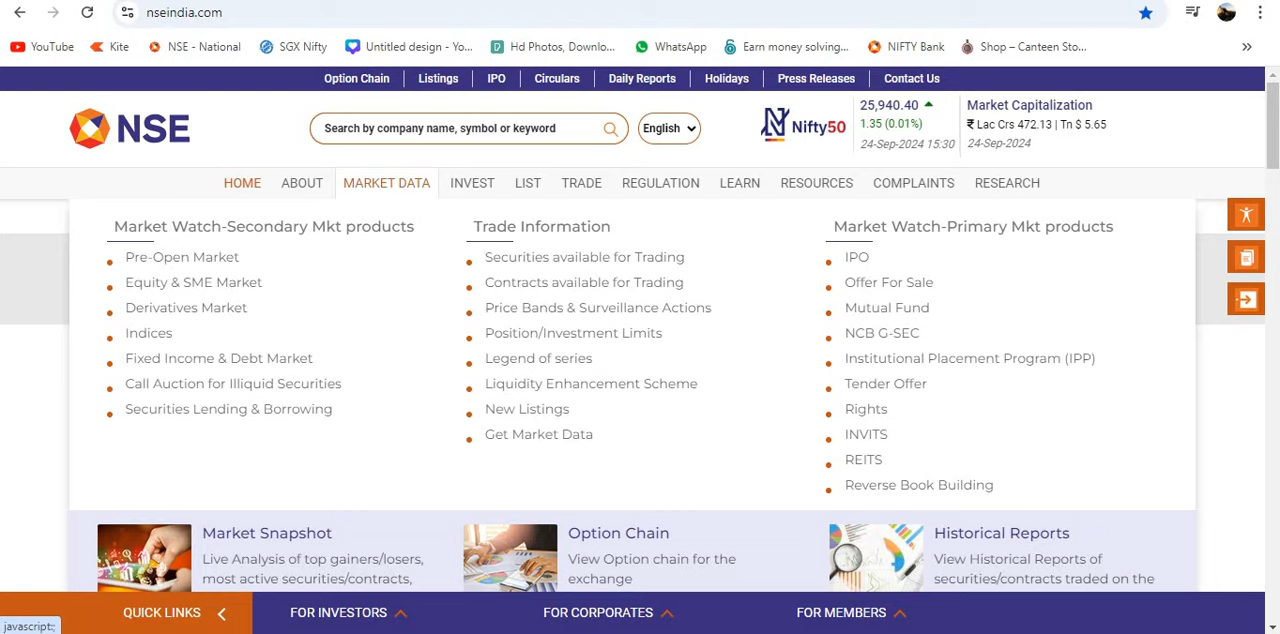 nseindia.com
YouTube
Kite
NSE - National
SGX Nifty
Untitled design - Yo...
Hd Photos, Downlo...
WhatsApp
Earn money solving...
NIFTY Bank
Shop – Canteen Sto...
»
Option Chain
Listings
IPO
Circulars
Daily Reports
Holidays
Press Releases
Contact Us
NSE
Search by company name, symbol or keyword
English
Nifty50
25,940.40
1.35 (0.01%)
24-Sep-2024 15:30
Market Capitalization
₹ Lac Crs 472.13 | Tn $ 5.65
24-Sep-2024
HOME
ABOUT
MARKET DATA
INVEST
LIST
TRADE
REGULATION
LEARN
RESOURCES
COMPLAINTS
RESEARCH
Market Watch-Secondary Mkt products
Pre-Open Market
Equity & SME Market
Derivatives Market
Indices
Fixed Income & Debt Market
Call Auction for Illiquid Securities
Securities Lending & Borrowing
Trade Information
Securities available for Trading
Contracts available for Trading
Price Bands & Surveillance Actions
Position/Investment Limits
Legend of series
Liquidity Enhancement Scheme
New Listings
Get Market Data
Market Watch-Primary Mkt products
IPO
Offer For Sale
Mutual Fund
NCB G-SEC
Institutional Placement Program (IPP)
Tender Offer
Rights
INVITS
REITS
Reverse Book Building
Market Snapshot
Live Analysis of top gainers/losers,
most active securities/contracts,
Option Chain
View Option chain for the
exchange
Historical Reports
View Historical Reports of
securities/contracts traded on the
QUICK LINKS
FOR INVESTORS
FOR CORPORATES
FOR MEMBERS
javascript:;